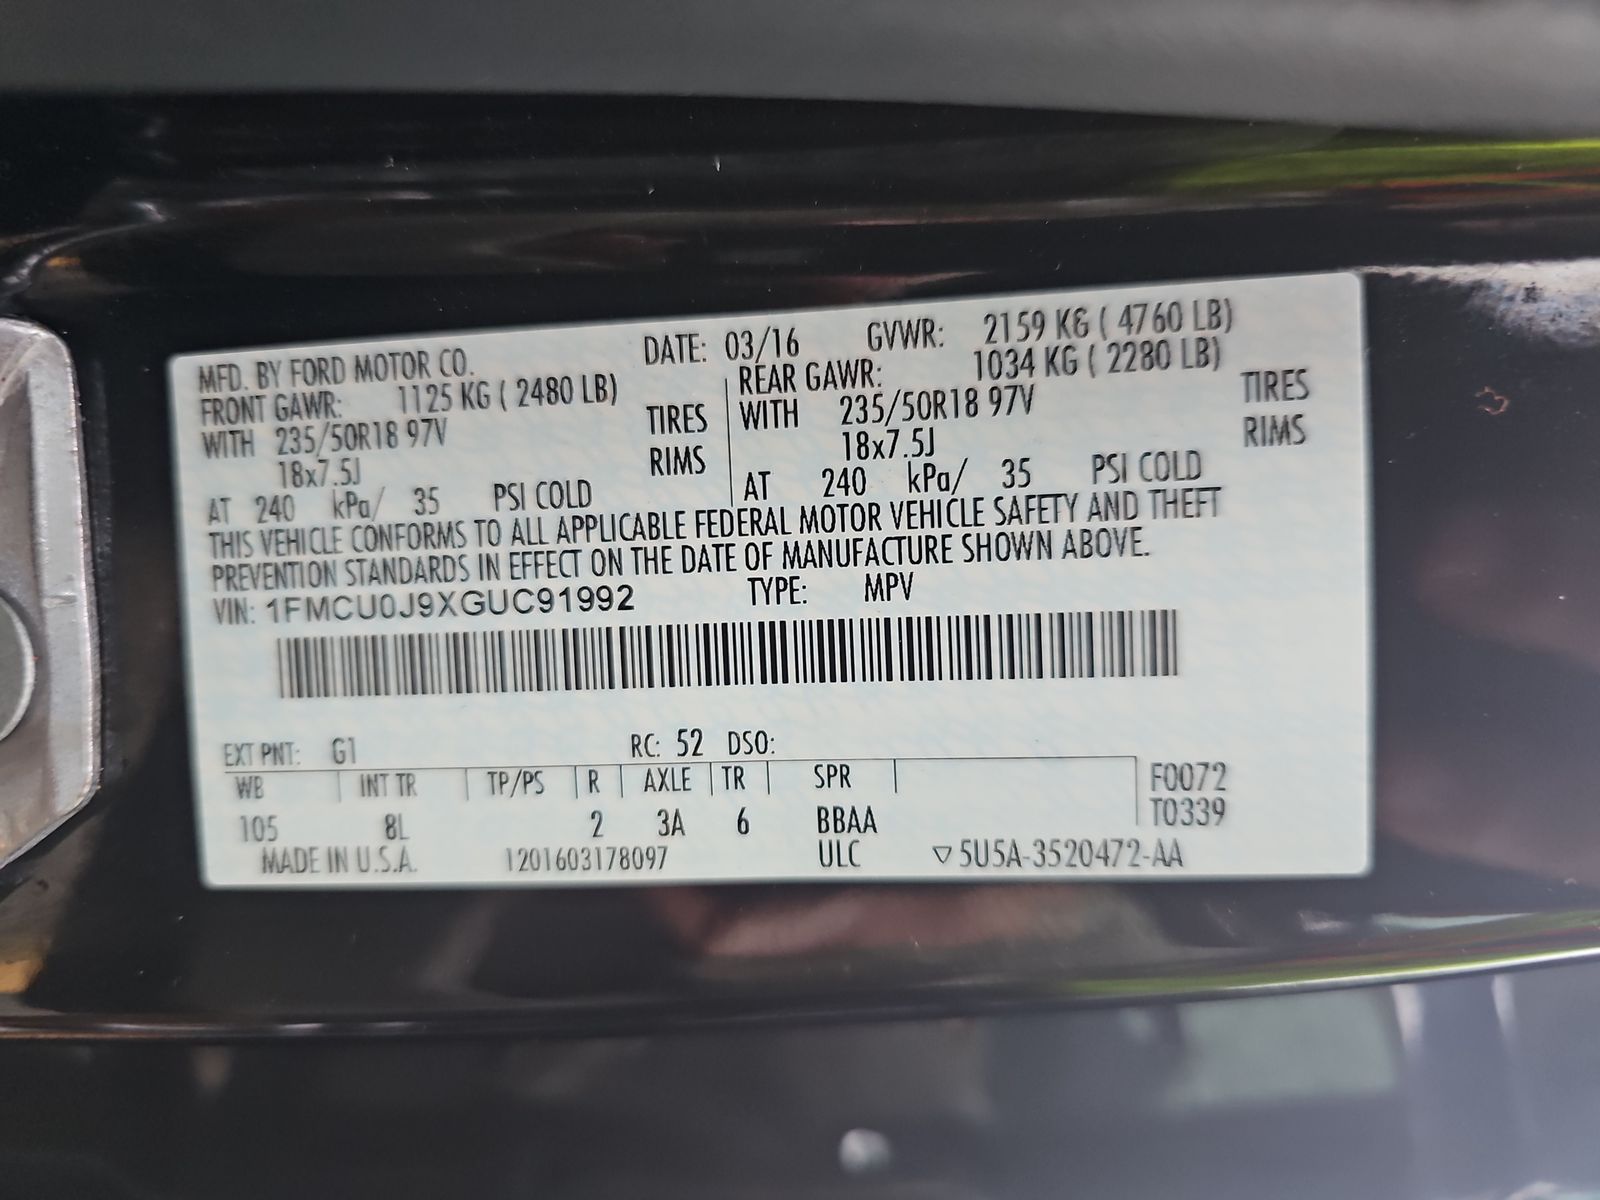 MFD. BY FORD MOTOR CO. DATE: 03/16 GVWR: 2159 KG ( 4760 LB)
FRONT GAWR: 1125 KG ( 2480 LB) REAR GAWR: 1034 KG ( 2280 LB)
WITH 235/50R18 97V TIRES WITH 235/50R18 97V TIRES
18x7.5J RIMS 18x7.5J RIMS
AT 240 kPa/ 35 PSI COLD AT 240 kPa/ 35 PSI COLD
THIS VEHICLE CONFORMS TO ALL APPLICABLE FEDERAL MOTOR VEHICLE SAFETY AND THEFT
PREVENTION STANDARDS IN EFFECT ON THE DATE OF MANUFACTURE SHOWN ABOVE.
VIN: 1FMCU0J9XGUC91992 TYPE: MPV
EXT PNT: G1 RC: 52 DSO:
WB INT TR TP/PS R AXLE TR SPR F0072
105 8L 2 3A 6 BBAA T0339
MADE IN U.S.A. 1201603178097 ULC ▽5U5A-3520472-AA